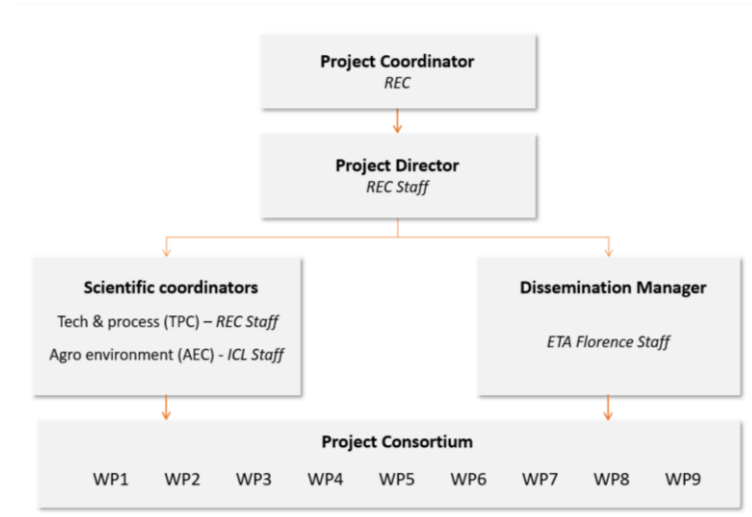 Project Coordinator
REC
Project Director
REC Staff
Scientific coordinators
Tech & process (TPC) – REC Staff
Agro environment (AEC) - ICL Staff
Dissemination Manager
ETA Florence Staff
Project Consortium
WP1 WP2 WP3 WP4 WP5 WP6 WP7 WP8 WP9